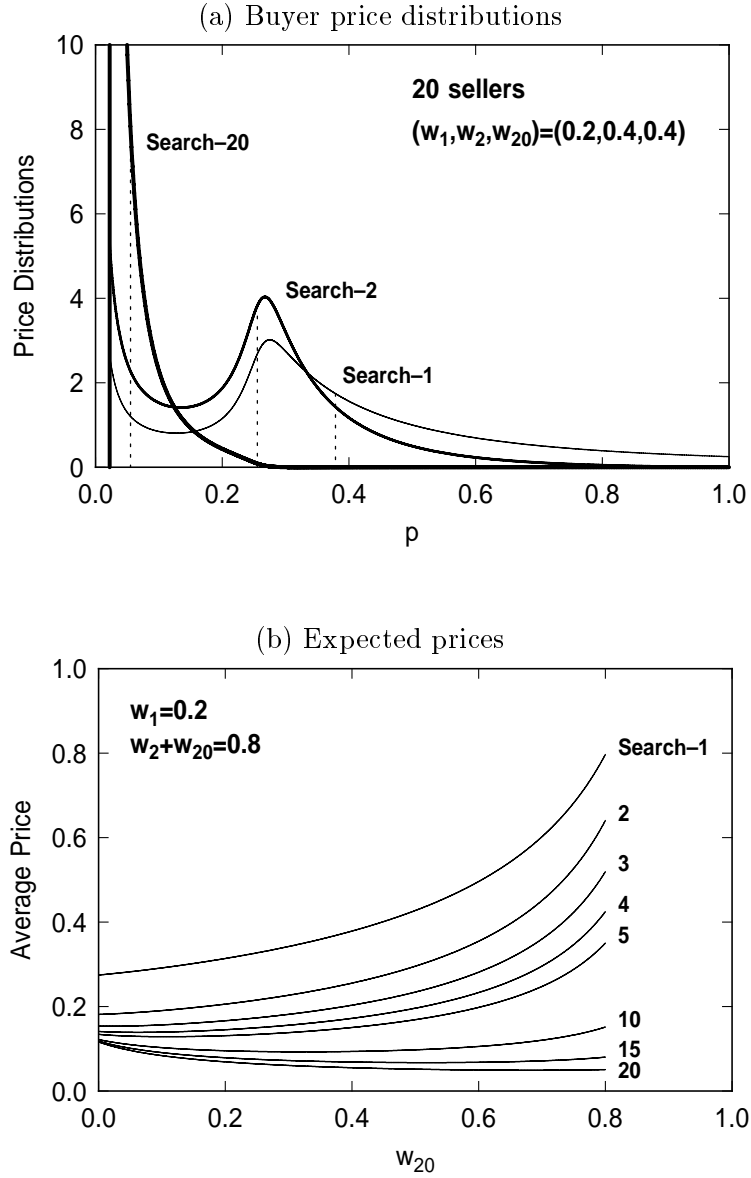 (a) Buyer price distributions
10
8
6
4
2
0
Price Distributions
20 sellers
(w1,w2,w20)=(0.2,0.4,0.4)
Search–20
Search–2
Search–1
0.0 0.2 0.4 0.6 0.8 1.0
p
(b) Expected prices
1.0
0.8
0.6
0.4
0.2
0.0
Average Price
w1=0.2
w2+w20=0.8
Search–1
2
3
4
5
10
15
20
0.0 0.2 0.4 0.6 0.8 1.0
w20